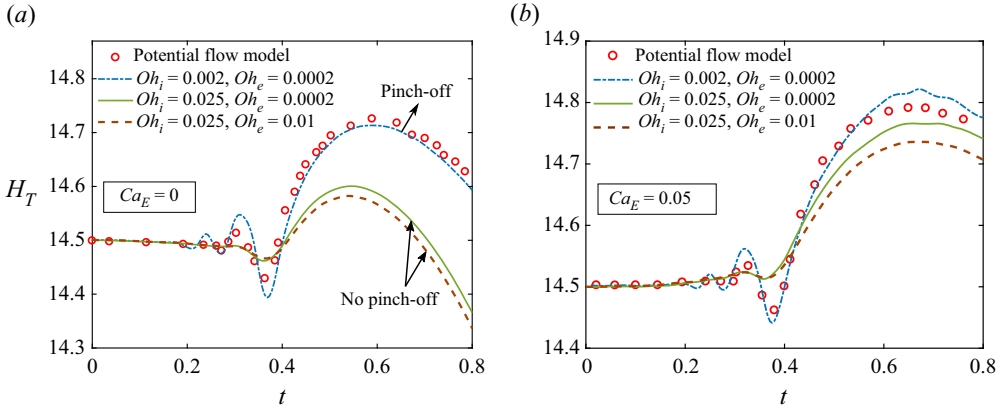 (a)
14.8
14.7
14.6
14.5
14.4
14.3
H_T
Potential flow model
Oh_i = 0.002, Oh_e = 0.0002
Oh_i = 0.025, Oh_e = 0.0002
Oh_i = 0.025, Oh_e = 0.01
Pinch-off
Ca_E = 0
No pinch-off
0 0.2 0.4 0.6 0.8
t
(b)
14.9
14.8
14.7
14.6
14.5
14.4
Potential flow model
Oh_i = 0.002, Oh_e = 0.0002
Oh_i = 0.025, Oh_e = 0.0002
Oh_i = 0.025, Oh_e = 0.01
Ca_E = 0.05
0 0.2 0.4 0.6 0.8
t